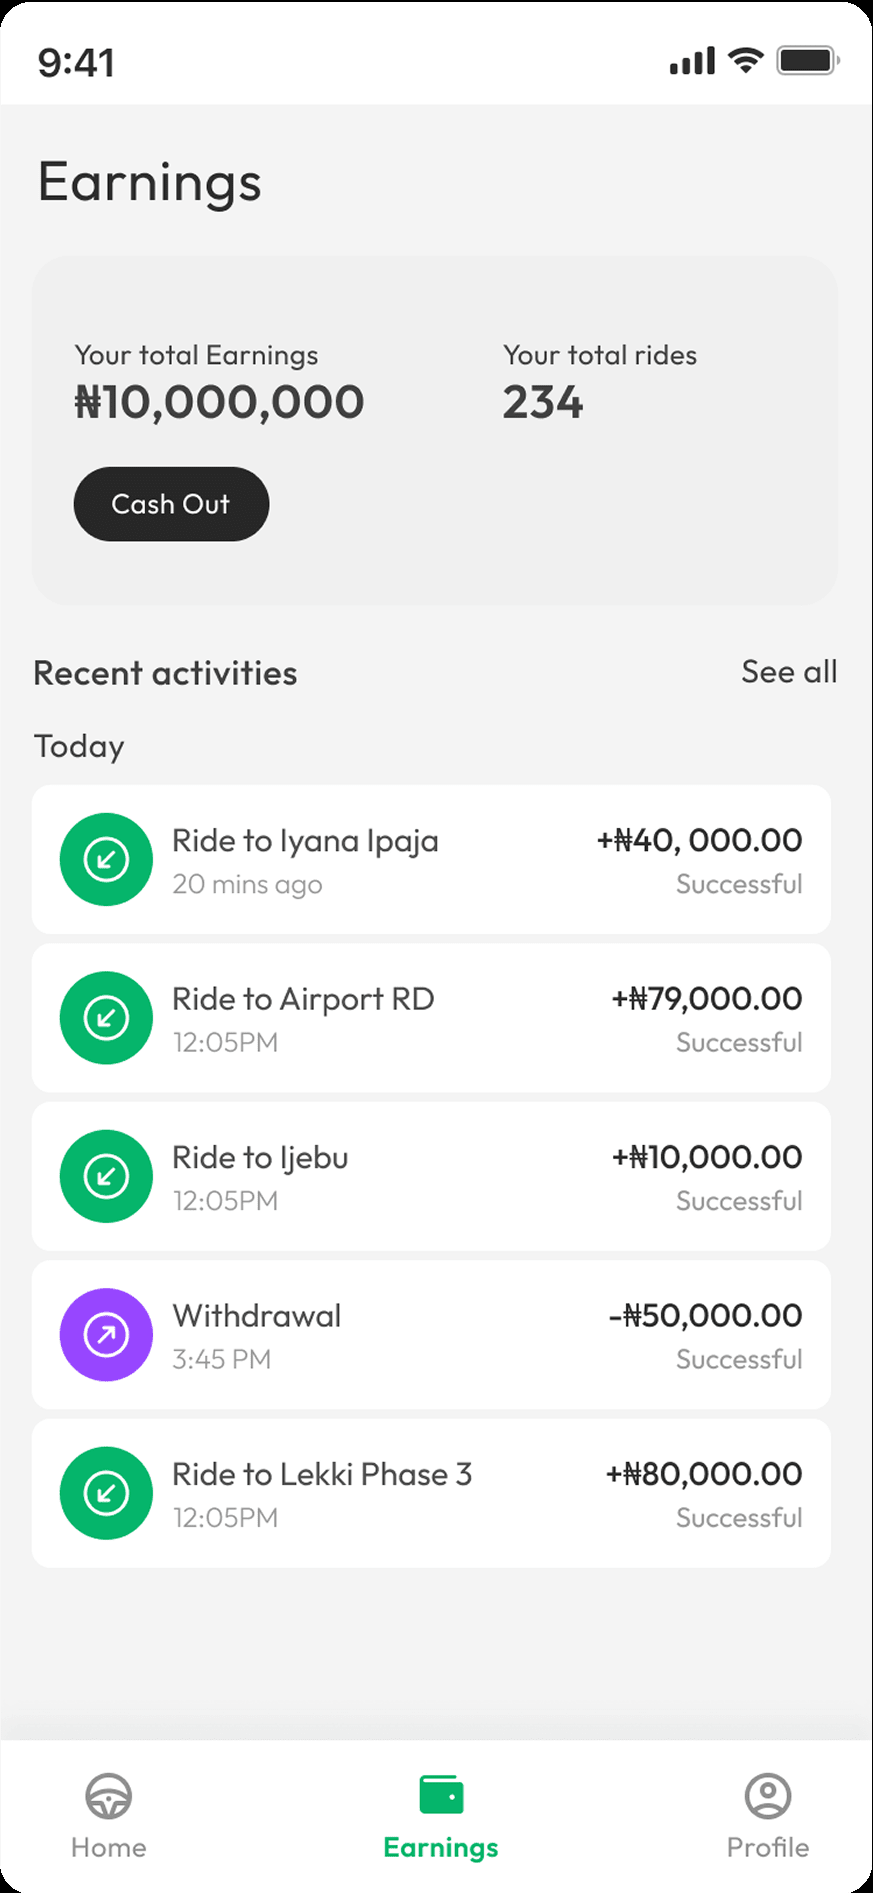 9:41
Earnings
Your total Earnings
₦10,000,000
Your total rides
234
Cash Out
Recent activities
See all
Today
Ride to Iyana Ipaja
+₦40, 000.00
20 mins ago
Successful
Ride to Airport RD
+₦79,000.00
12:05PM
Successful
Ride to Ijebu
+₦10,000.00
12:05PM
Successful
Withdrawal
-₦50,000.00
3:45 PM
Successful
Ride to Lekki Phase 3
+₦80,000.00
12:05PM
Successful
Home
Earnings
Profile